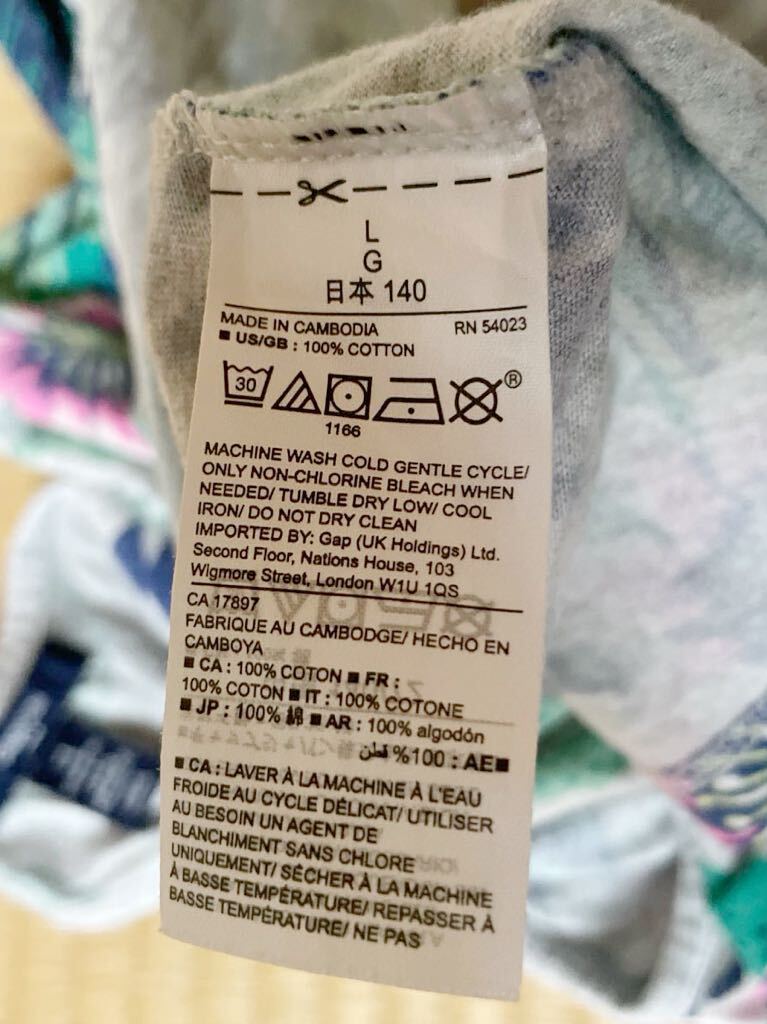 L
G
日本 140
MADE IN CAMBODIA RN 54023
■ US/GB : 100% COTTON
30
®
1166
MACHINE WASH COLD GENTLE CYCLE/
ONLY NON-CHLORINE BLEACH WHEN
NEEDED/ TUMBLE DRY LOW/ COOL
IRON/ DO NOT DRY CLEAN
IMPORTED BY: Gap (UK Holdings) Ltd.
Second Floor, Nations House, 103
Wigmore Street, London W1U 1QS
CA 17897
FABRIQUE AU CAMBODGE/ HECHO EN
CAMBOYA
■ CA : 100% COTON ■ FR :
100% COTON ■ IT : 100% COTONE
■ JP : 100% 綿 ■ AR : 100% algodón
■AE : 100% قطن
■ CA : LAVER À LA MACHINE À L'EAU
FROIDE AU CYCLE DÉLICAT/ UTILISER
AU BESOIN UN AGENT DE
BLANCHIMENT SANS CHLORE
UNIQUEMENT/ SÉCHER À LA MACHINE
À BASSE TEMPÉRATURE/ REPASSER À
BASSE TEMPÉRATURE/ NE PAS